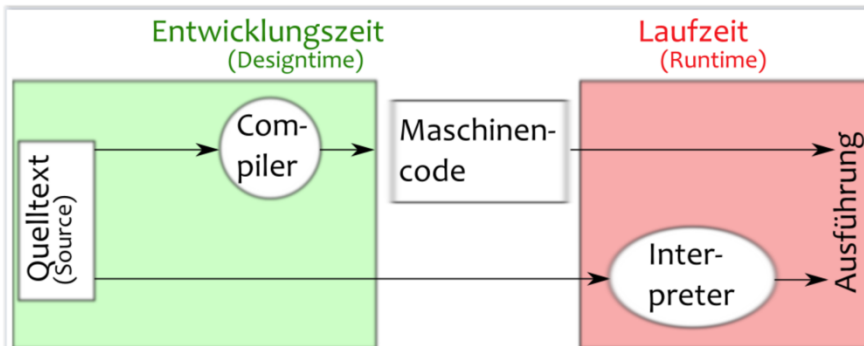 Entwicklungszeit
(Designtime)
Laufzeit
(Runtime)
Quelltext
(Source)
Com-
piler
Maschinen-
code
Inter-
preter
Ausführung